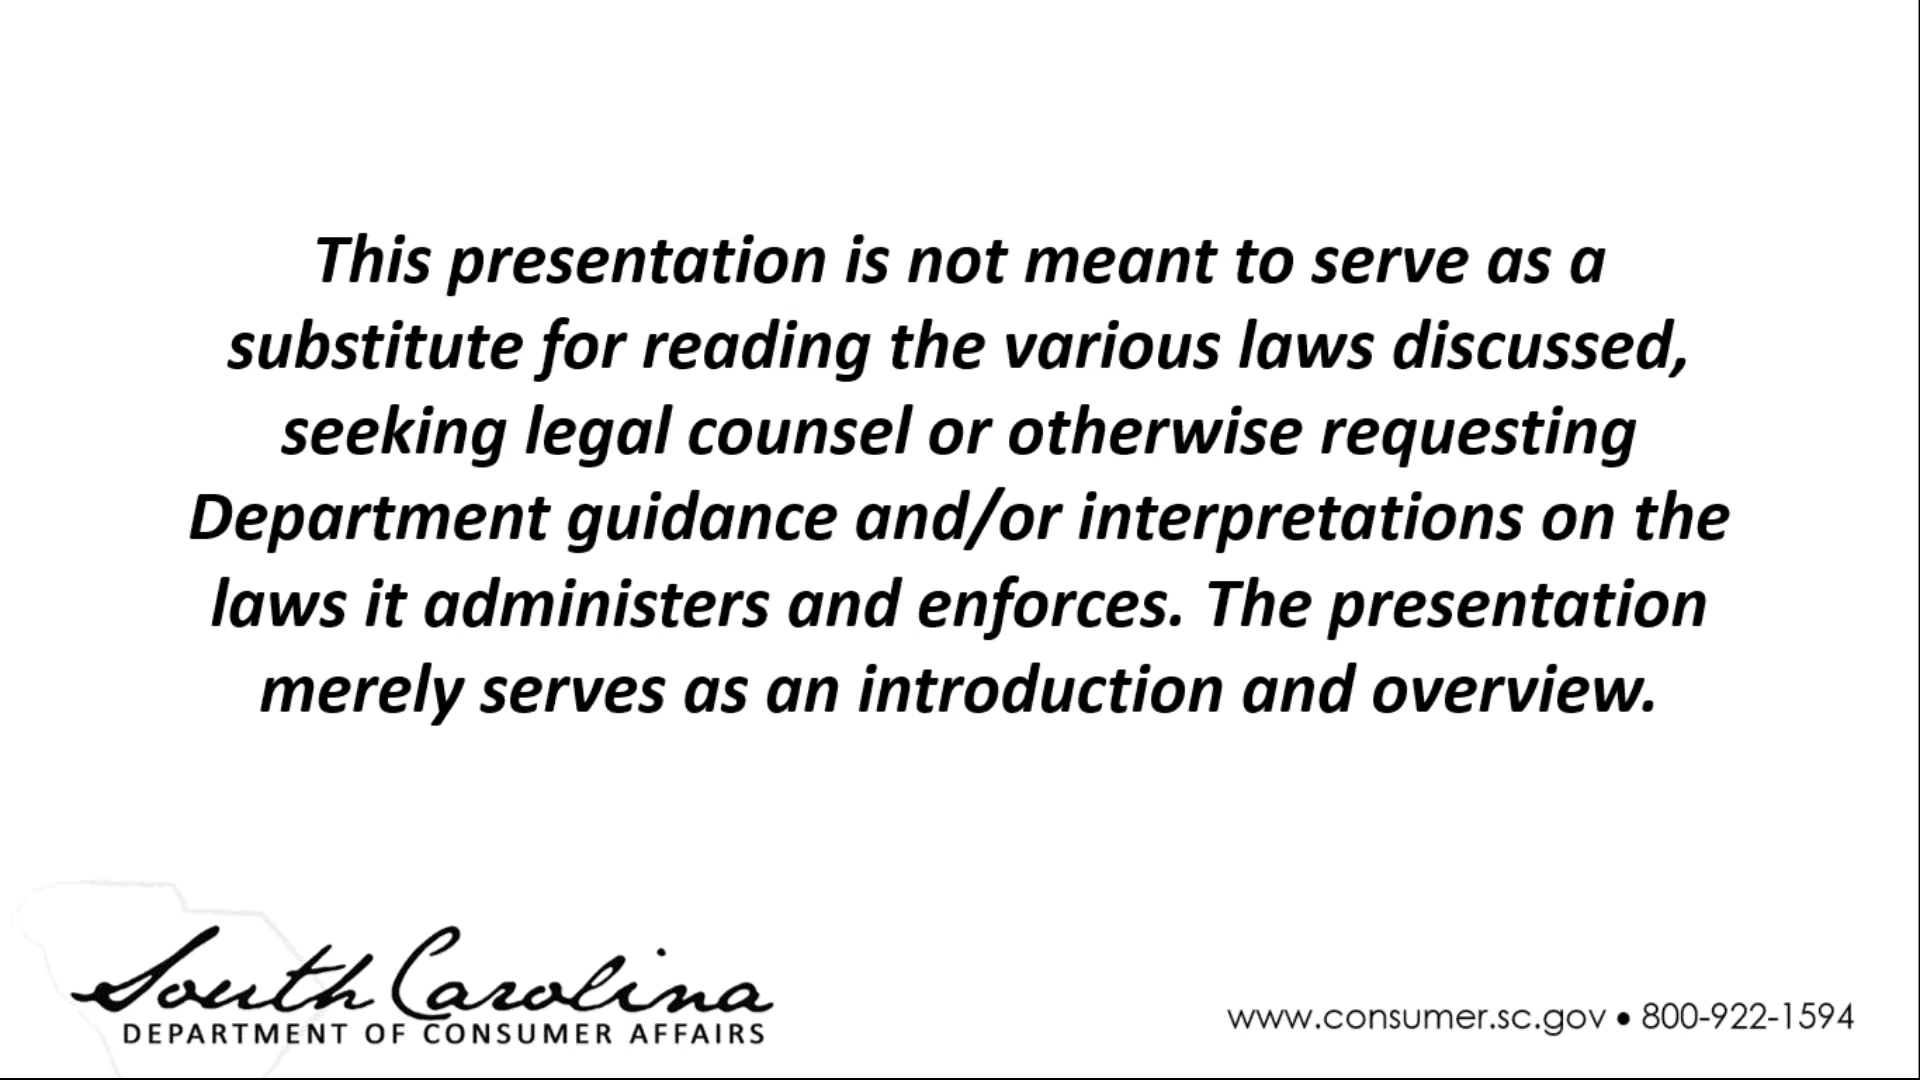 This presentation is not meant to serve as a
substitute for reading the various laws discussed,
seeking legal counsel or otherwise requesting
Department guidance and/or interpretations on the
laws it administers and enforces. The presentation
merely serves as an introduction and overview.
South Carolina
DEPARTMENT OF CONSUMER AFFAIRS
www.consumer.sc.gov • 800-922-1594